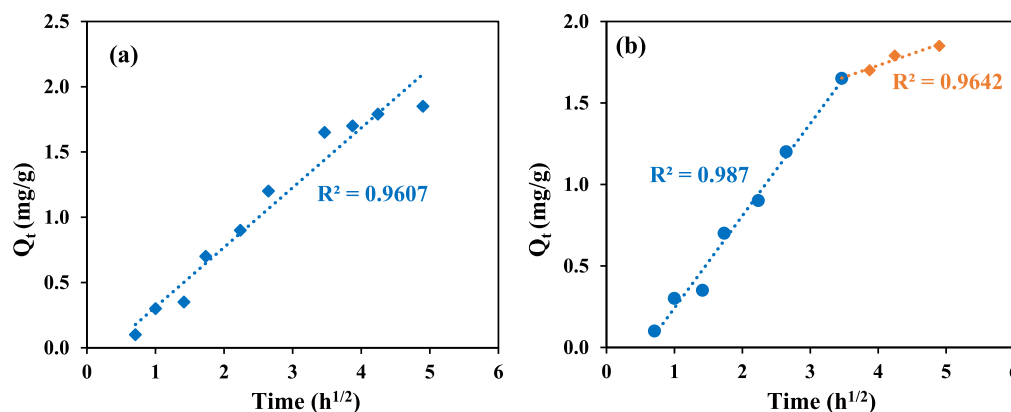 (a)
2.5
2.0
1.5
1.0
0.5
0.0
Qt (mg/g)
R² = 0.9607
0 1 2 3 4 5 6
Time (h1/2)
(b)
2.0
1.5
1.0
0.5
0.0
Qt (mg/g)
R² = 0.9642
R² = 0.987
0 1 2 3 4 5 6
Time (h1/2)